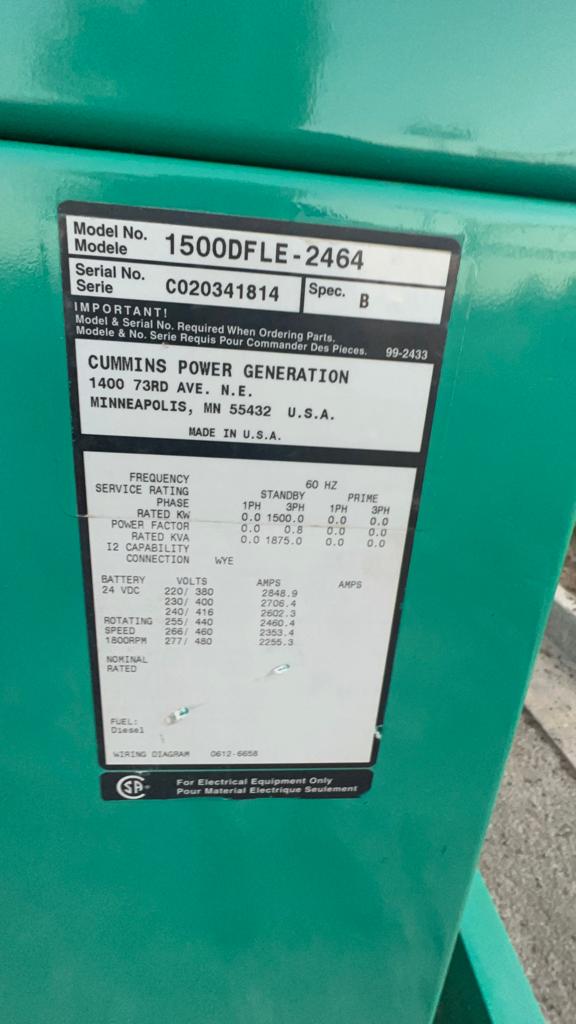 Model No. 1500DFLE-2464
Modele
Serial No. C020341814 Spec. B
Serie
IMPORTANT!
Model & Serial No. Required When Ordering Parts.
Modele & No. Serie Requis Pour Commander Des Pieces. 99-2433
CUMMINS POWER GENERATION
1400 73RD AVE. N.E.
MINNEAPOLIS, MN 55432 U.S.A.
MADE IN U.S.A.
FREQUENCY 60 HZ
SERVICE RATING STANDBY PRIME
PHASE 1PH 3PH 1PH 3PH
RATED KW 0.0 1500.0 0.0 0.0
POWER FACTOR 0.0 0.8 0.0 0.0
RATED KVA 0.0 1875.0 0.0 0.0
I2 CAPABILITY
CONNECTION WYE
BATTERY VOLTS AMPS AMPS
24 VDC 220/ 380 2848.9
230/ 400 2706.4
240/ 416 2602.3
ROTATING 255/ 440 2460.4
SPEED 266/ 460 2353.4
1800RPM 277/ 480 2255.3
NOMINAL
RATED
FUEL:
Diesel
WIRING DIAGRAM 0612-6658
CSA
For Electrical Equipment Only
Pour Material Electrique Seulement